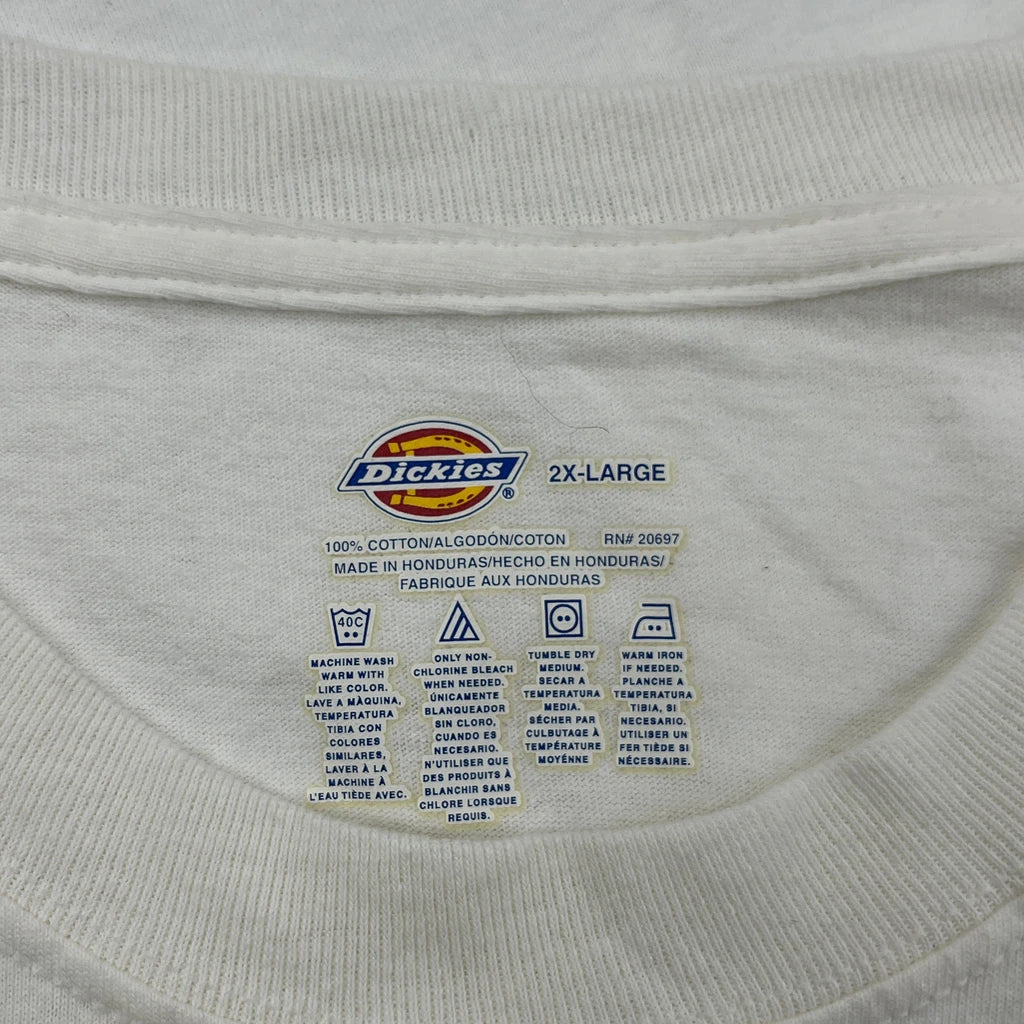 Dickies®
2X-LARGE
100% COTTON/ALGODÓN/COTON RN# 20697
MADE IN HONDURAS/HECHO EN HONDURAS/
FABRIQUE AUX HONDURAS
40C
MACHINE WASH
WARM WITH
LIKE COLOR.
LAVE A MÀQUINA,
TEMPERATURA
TIBIA CON
COLORES
SIMILARES,
LAVER À LA
MACHINE À
L'EAU TIÈDE AVEC.
ONLY NON-
CHLORINE BLEACH
WHEN NEEDED.
ÚNICAMENTE
BLANQUEADOR
SIN CLORO,
CUANDO ES
NECESARIO.
N'UTILISER QUE
DES PRODUITS À
BLANCHIR SANS
CHLORE LORSQUE
REQUIS.
TUMBLE DRY
MEDIUM.
SECAR A
TEMPERATURA
MEDIA.
SÉCHER PAR
CULBUTAGE À
TEMPÉRATURE
MOYÉNNE
WARM IRON
IF NEEDED.
PLANCHE A
TEMPERATURA
TIBIA, SI
NECESARIO.
UTILISER UN
FER TIÈDE SI
NÉCESSAIRE.